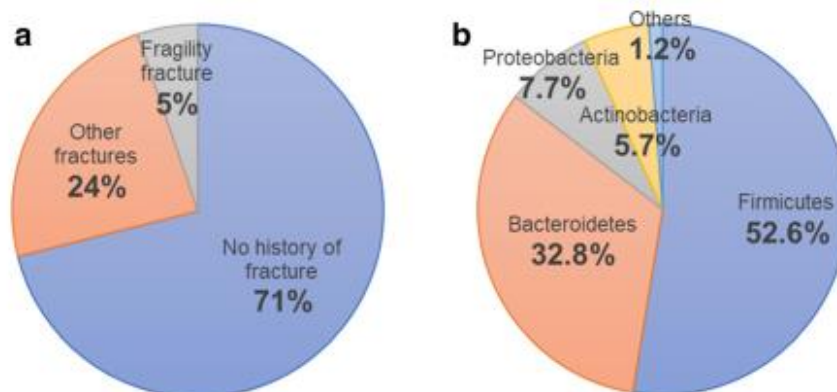 a
Fragility
fracture
5%
Other
fractures
24%
No history of
fracture
71%
b
Others
1.2%
Proteobacteria
7.7%
Actinobacteria
5.7%
Firmicutes
52.6%
Bacteroidetes
32.8%